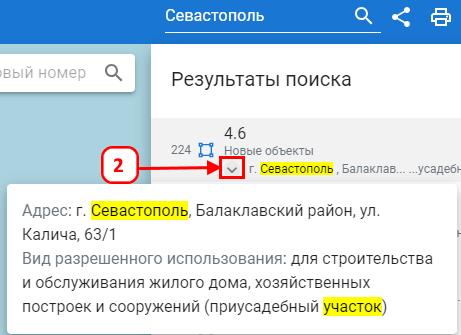 Севастополь
овый номер
Результаты поиска
4.6
224 Новые объекты
2
г. Севастополь , Балаклав... ...усадебн
Адрес: г. Севастополь, Балаклавский район, ул.
Калича, 63/1
Вид разрешенного использования: для строительства
и обслуживания жилого дома, хозяйственных
построек и сооружений (приусадебный участок)